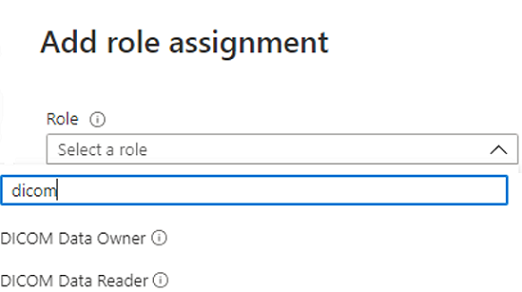 Add role assignment
Role
Select a role
dicom
DICOM Data Owner
DICOM Data Reader